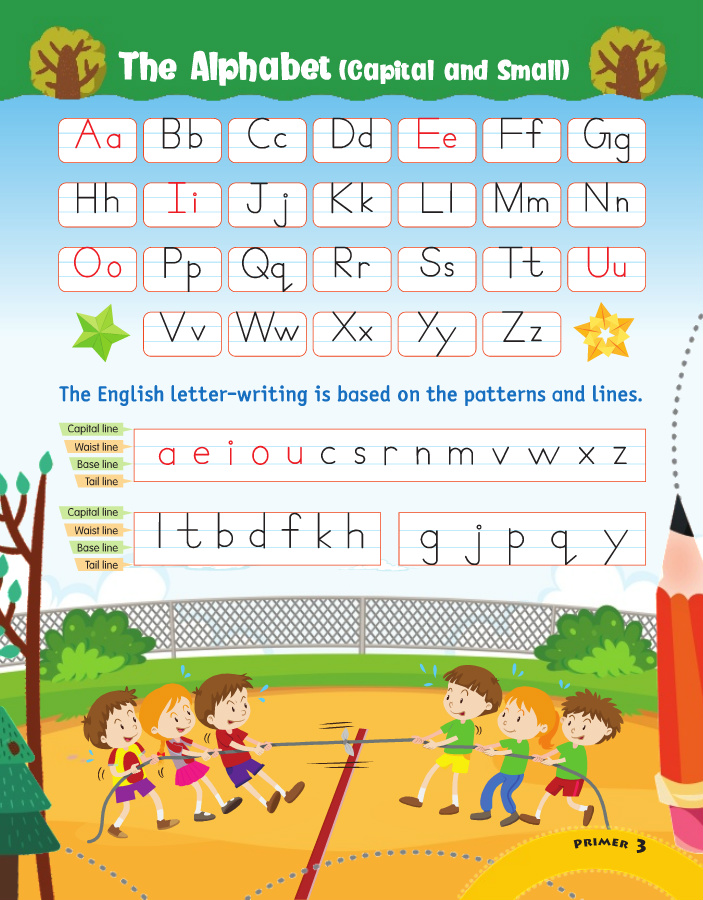 The Alphabet (Capital and Small)
Aa Bb Cc Dd Ee Ff Gg
Hh Ii Jj Kk Ll Mm Nn
Oo Pp Qq Rr Ss Tt Uu
Vv Ww Xx Yy Zz
The English letter-writing is based on the patterns and lines.
Capital line
Waist line
Base line
Tail line
a e i o u c s r n m v w x z
Capital line
Waist line
Base line
Tail line
l t b d f k h
g j p q y
PRIMER 3